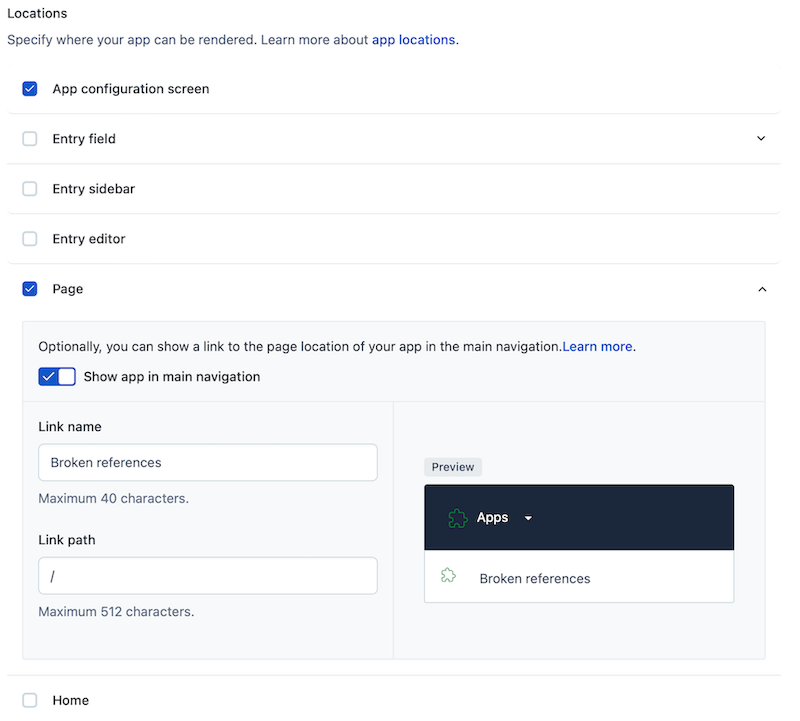 Locations
Specify where your app can be rendered. Learn more about app locations.
App configuration screen
Entry field
Entry sidebar
Entry editor
Page
Optionally, you can show a link to the page location of your app in the main navigation.Learn more.
Show app in main navigation
Link name
Broken references
Maximum 40 characters.
Link path
/
Maximum 512 characters.
Preview
Apps
Broken references
Home